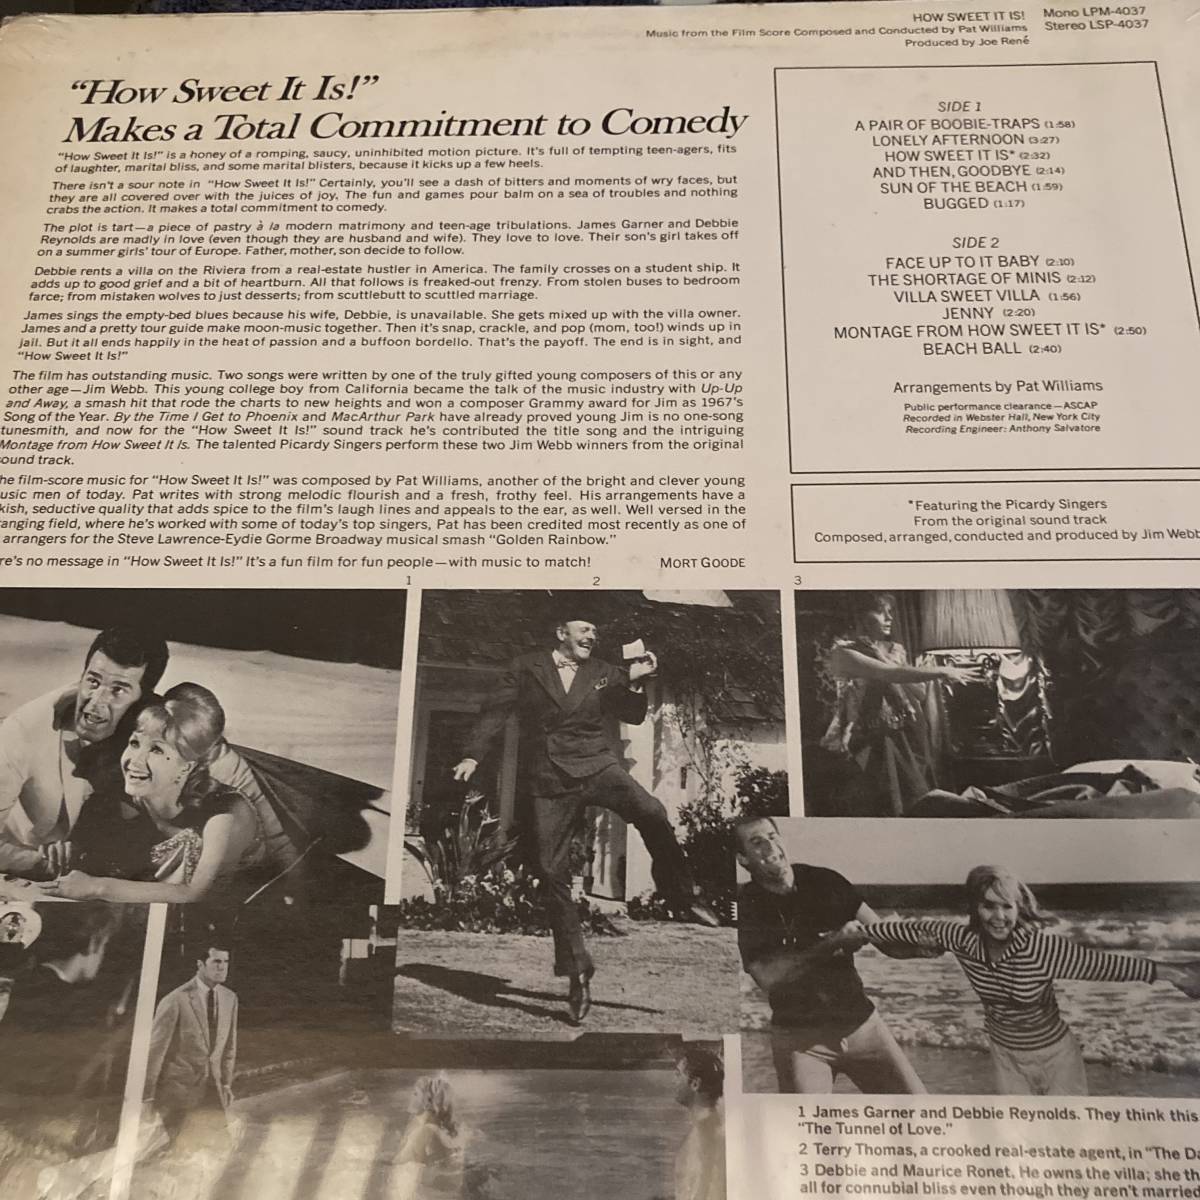 HOW SWEET IT IS!
Music from the Film Score Composed and Conducted by Pat Williams
Produced by Joe René
Mono LPM-4037
Stereo LSP-4037
“How Sweet It Is!”
Makes a Total Commitment to Comedy
“How Sweet It Is!” is a honey of a romping, saucy, uninhibited motion picture. It's full of tempting teen-agers, fits
of laughter, marital bliss, and some marital blisters, because it kicks up a few heels.
There isn't a sour note in “How Sweet It Is!” Certainly, you'll see a dash of bitters and moments of wry faces, but
they are all covered over with the juices of joy. The fun and games pour balm on a sea of troubles and nothing
crabs the action. It makes a total commitment to comedy.
The plot is tart—a piece of pastry à la modern matrimony and teen-age tribulations. James Garner and Debbie
Reynolds are madly in love (even though they are husband and wife). They love to love. Their son's girl takes off
on a summer girls' tour of Europe. Father, mother, son decide to follow.
Debbie rents a villa on the Riviera from a real-estate hustler in America. The family crosses on a student ship. It
adds up to good grief and a bit of heartburn. All that follows is freaked-out frenzy. From stolen buses to bedroom
farce; from mistaken wolves to just desserts; from scuttlebutt to scuttled marriage.
James sings the empty-bed blues because his wife, Debbie, is unavailable. She gets mixed up with the villa owner.
James and a pretty tour guide make moon-music together. Then it's snap, crackle, and pop (mom, too!) winds up in
jail. But it all ends happily in the heat of passion and a buffoon bordello. That's the payoff. The end is in sight, and
“How Sweet It Is!”
The film has outstanding music. Two songs were written by one of the truly gifted young composers of this or any
other age—Jim Webb. This young college boy from California became the talk of the music industry with Up-Up
and Away, a smash hit that rode the charts to new heights and won a composer Grammy award for Jim as 1967's
Song of the Year. By the Time I Get to Phoenix and MacArthur Park have already proved young Jim is no one-song
tunesmith, and now for the “How Sweet It Is!” sound track he's contributed the title song and the intriguing
Montage from How Sweet It Is. The talented Picardy Singers perform these two Jim Webb winners from the original
ound track.
he film-score music for “How Sweet It Is!” was composed by Pat Williams, another of the bright and clever young
usic men of today. Pat writes with strong melodic flourish and a fresh, frothy feel. His arrangements have a
kish, seductive quality that adds spice to the film's laugh lines and appeals to the ear, as well. Well versed in the
anging field, where he's worked with some of today's top singers, Pat has been credited most recently as one of
arrangers for the Steve Lawrence-Eydie Gorme Broadway musical smash “Golden Rainbow.”
re's no message in “How Sweet It Is!” It's a fun film for fun people—with music to match!
MORT GOODE
SIDE 1
A PAIR OF BOOBIE-TRAPS (1:58)
LONELY AFTERNOON (3:27)
HOW SWEET IT IS* (2:32)
AND THEN, GOODBYE (2:14)
SUN OF THE BEACH (1:59)
BUGGED (1:17)
SIDE 2
FACE UP TO IT BABY (2:10)
THE SHORTAGE OF MINIS (2:12)
VILLA SWEET VILLA (1:56)
JENNY (2:20)
MONTAGE FROM HOW SWEET IT IS* (2:50)
BEACH BALL (2:40)
Arrangements by Pat Williams
Public performance clearance—ASCAP
Recorded in Webster Hall, New York City
Recording Engineer: Anthony Salvatore
*Featuring the Picardy Singers
From the original sound track
Composed, arranged, conducted and produced by Jim Webb
1
2
3
1 James Garner and Debbie Reynolds. They think this
“The Tunnel of Love.”
2 Terry Thomas, a crooked real-estate agent, in “The Da
3 Debbie and Maurice Ronet. He owns the villa; she th
all for connubial bliss even though they aren't married